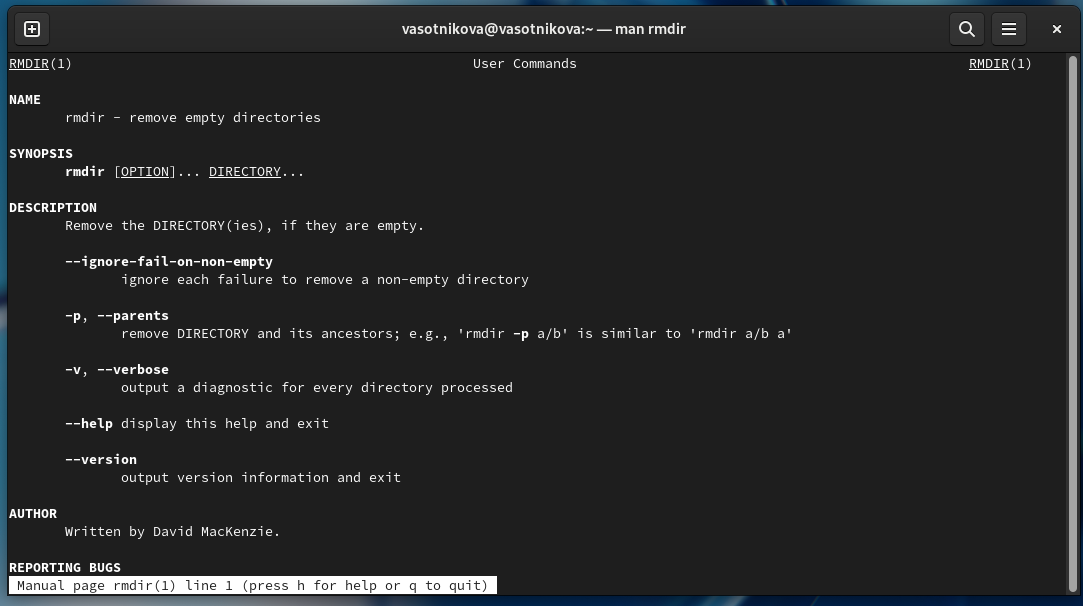 vasotnikova@vasotnikova:~ — man rmdir
RMDIR(1) User Commands RMDIR(1)
NAME
rmdir - remove empty directories
SYNOPSIS
rmdir [OPTION]... DIRECTORY...
DESCRIPTION
Remove the DIRECTORY(ies), if they are empty.
--ignore-fail-on-non-empty
ignore each failure to remove a non-empty directory
-p, --parents
remove DIRECTORY and its ancestors; e.g., 'rmdir -p a/b' is similar to 'rmdir a/b a'
-v, --verbose
output a diagnostic for every directory processed
--help display this help and exit
--version
output version information and exit
AUTHOR
Written by David MacKenzie.
REPORTING BUGS
Manual page rmdir(1) line 1 (press h for help or q to quit)